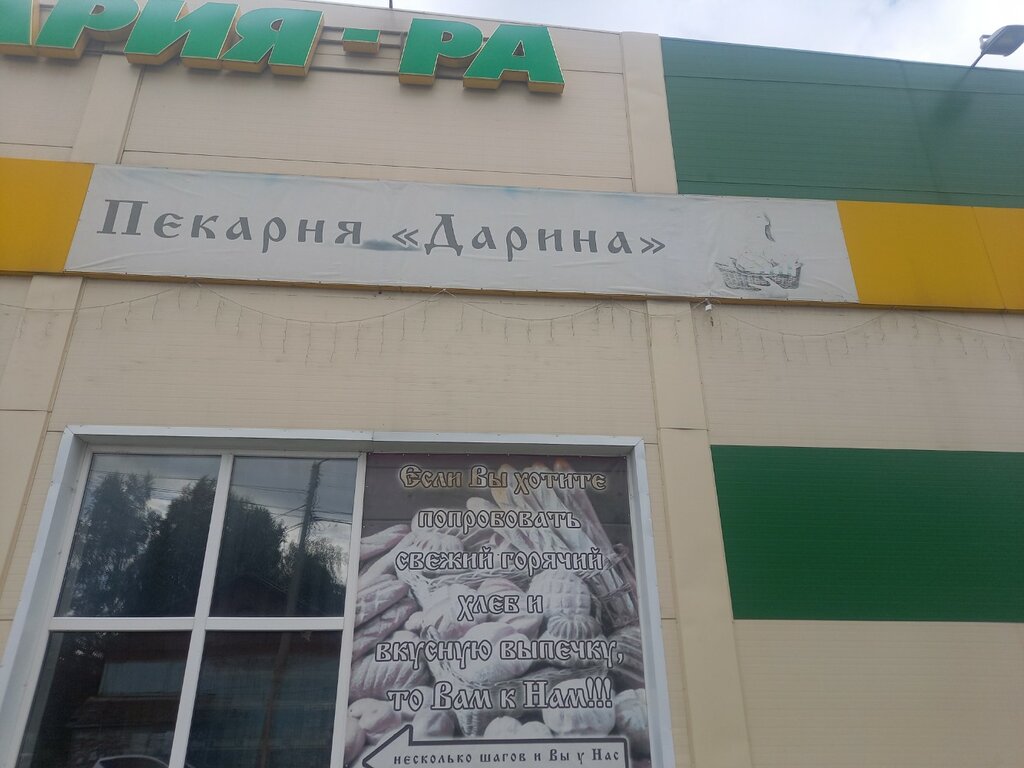 АРИЯ-РА
Пекарня «Дарина»
Если Вы хотите
попробовать
свежий горячий
хлеб и
вкусную выпечку,
то Вам к Нам!!!
несколько шагов и Вы у Нас